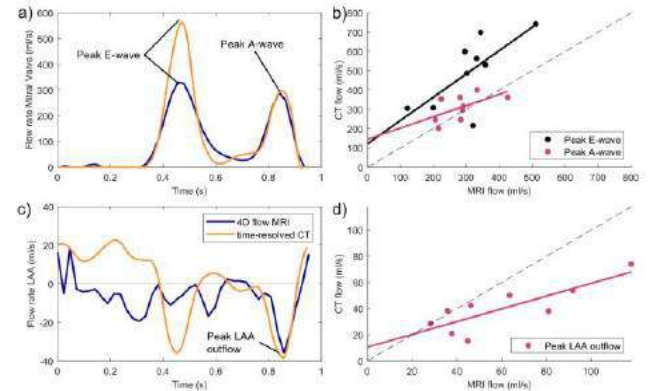 a)
600
500
400
300
200
100
0
Flow rate Mitral Valve (ml/s)
Peak E-wave
Peak A-wave
0 0.2 0.4 0.6 0.8 1
Time (s)
b)
800
700
600
500
400
300
200
100
0
CT flow (ml/s)
Peak E-wave
Peak A-wave
0 100 200 300 400 500 600 700 800
MRI flow (ml/s)
c)
40
20
0
-20
-40
Flow rate LAA (ml/s)
4D flow MRI
time-resolved CT
Peak LAA
outflow
0 0.2 0.4 0.6 0.8 1
Time (s)
d)
100
80
60
40
20
0
CT flow (ml/s)
Peak LAA outflow
0 20 40 60 80 100
MRI flow (ml/s)